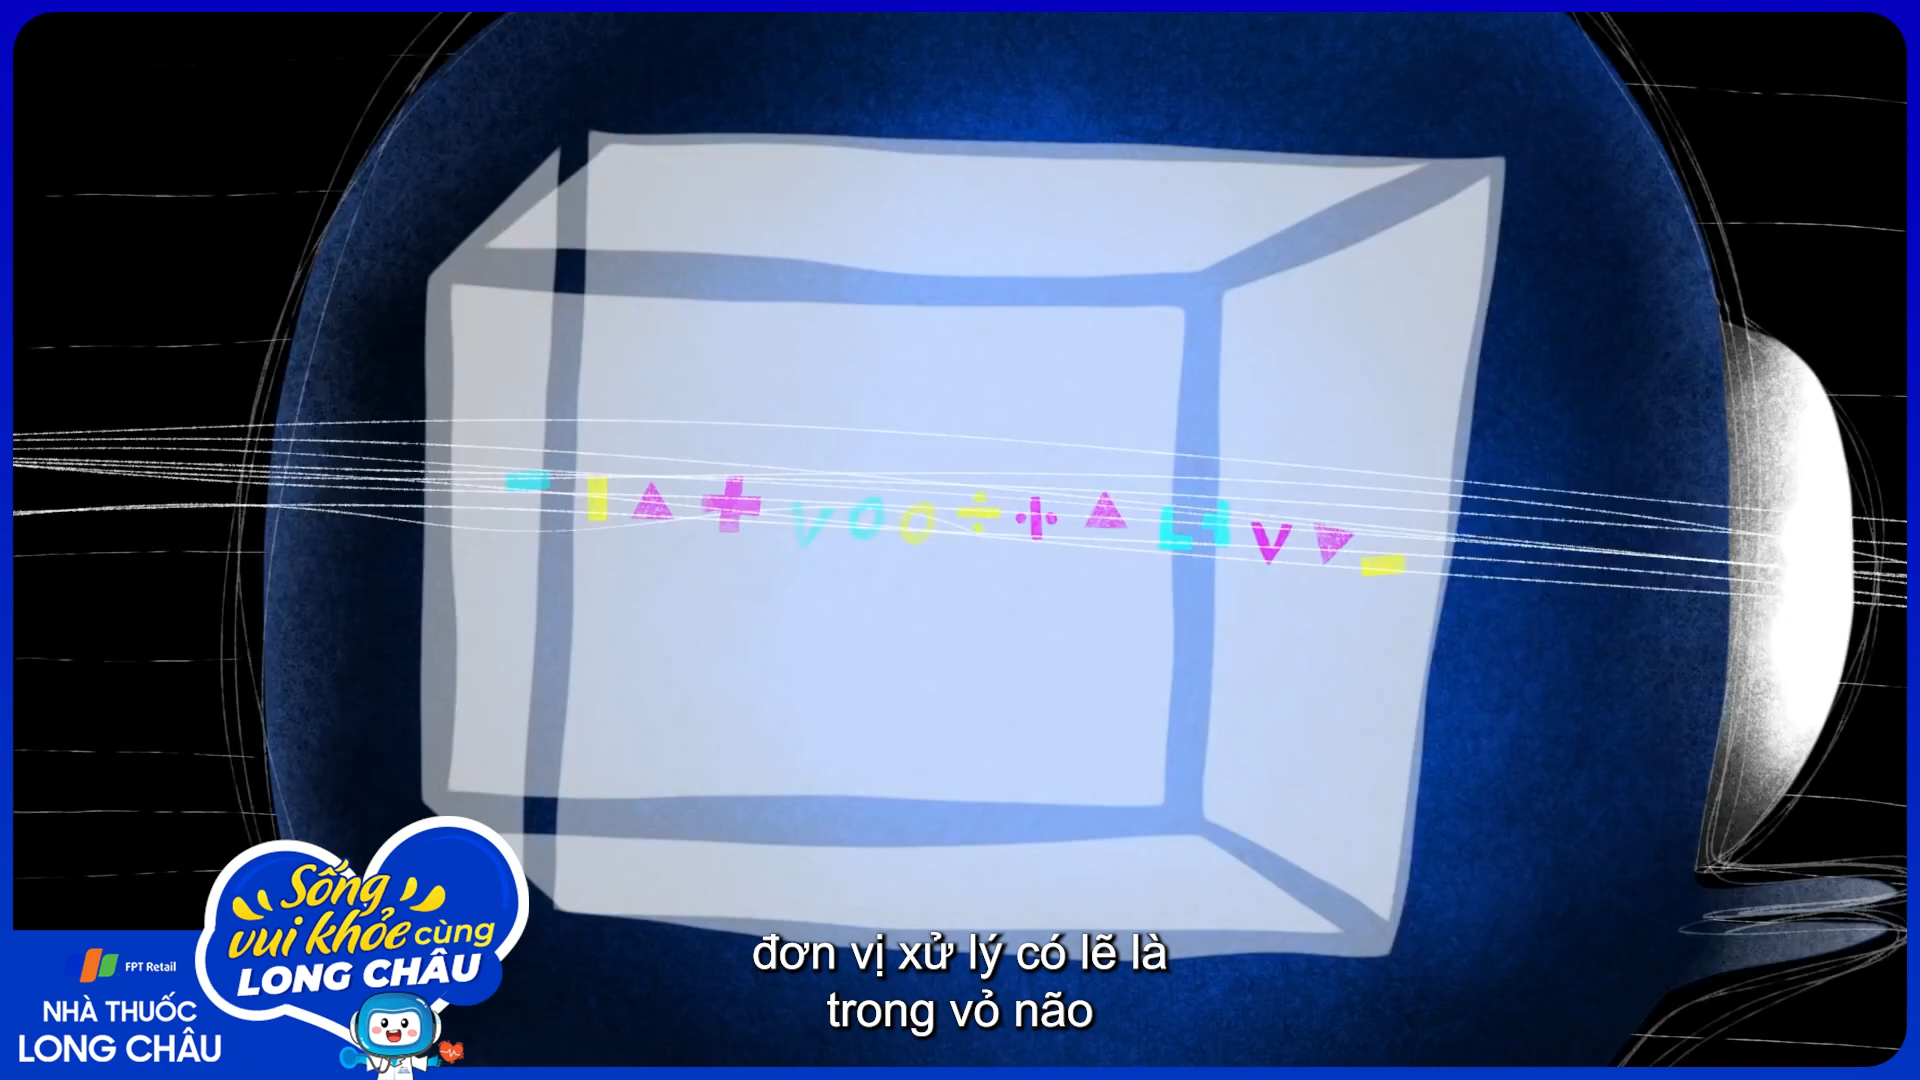 Sống
vui khỏe cùng
LONG CHÂU
FPT Retail
NHÀ THUỐC
LONG CHÂU
đơn vị xử lý có lẽ là
trong vỏ não